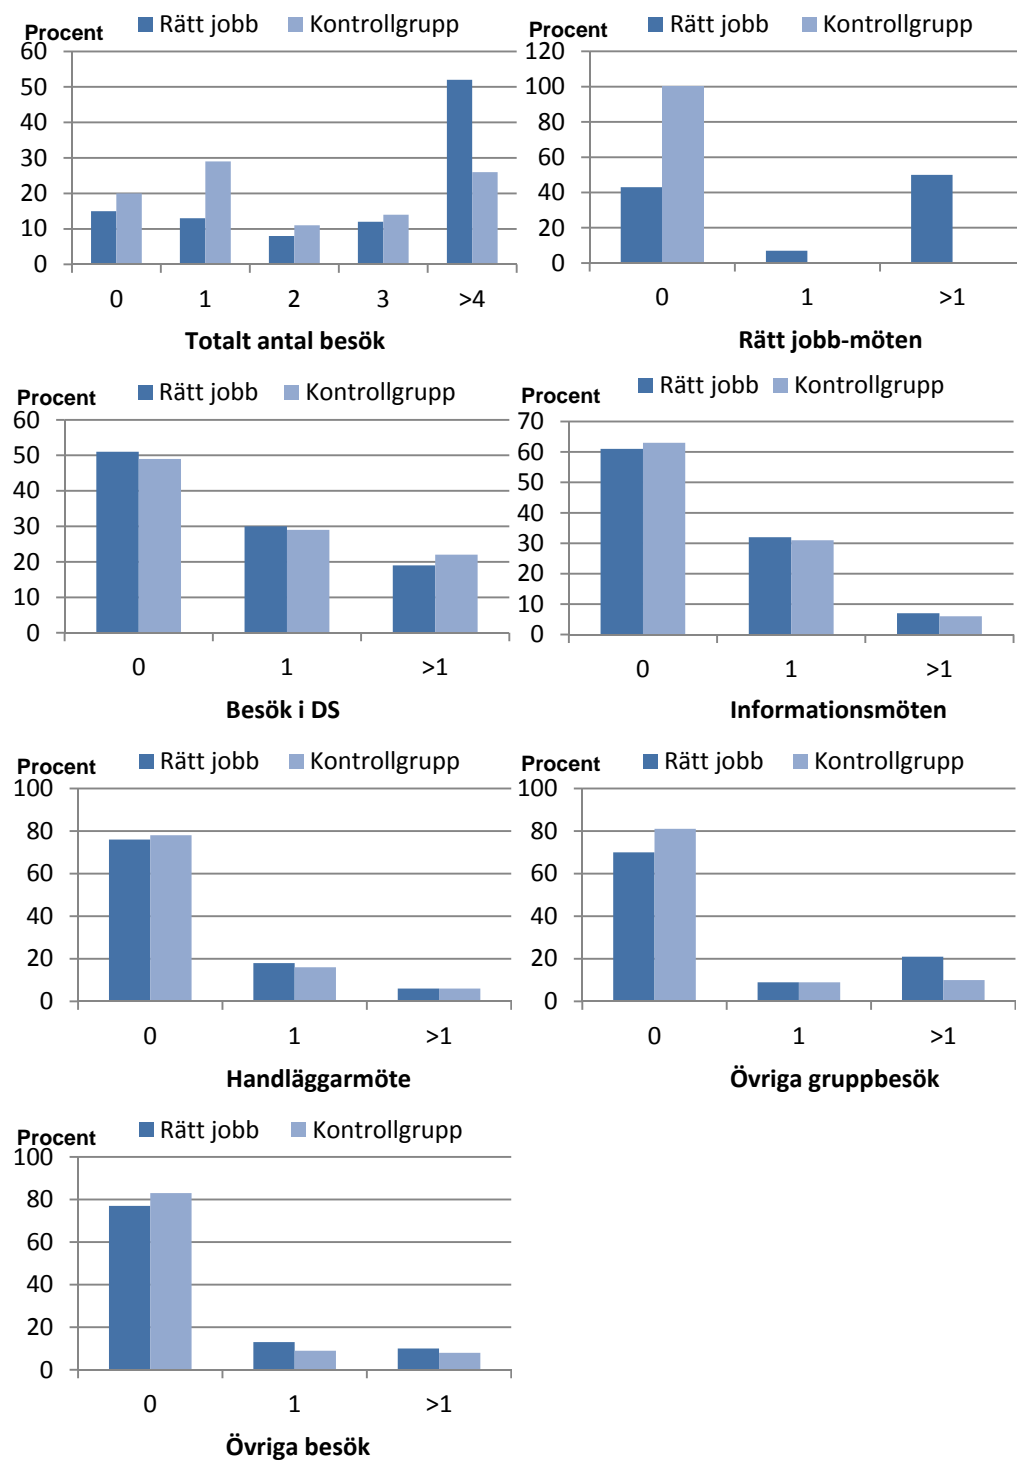 Procent Rätt jobb Kontrollgrupp
60
50
40
30
20
10
0
0 1 2 3 >4
Totalt antal besök
Procent Rätt jobb Kontrollgrupp
120
100
80
60
40
20
0
0 1 >1
Rätt jobb-möten
Procent Rätt jobb Kontrollgrupp
60
50
40
30
20
10
0
0 1 >1
Besök i DS
Procent Rätt jobb Kontrollgrupp
70
60
50
40
30
20
10
0
0 1 >1
Informationsmöten
Procent Rätt jobb Kontrollgrupp
100
80
60
40
20
0
0 1 >1
Handläggarmöte
Procent Rätt jobb Kontrollgrupp
100
80
60
40
20
0
0 1 >1
Övriga gruppbesök
Procent Rätt jobb Kontrollgrupp
100
80
60
40
20
0
0 1 >1
Övriga besök